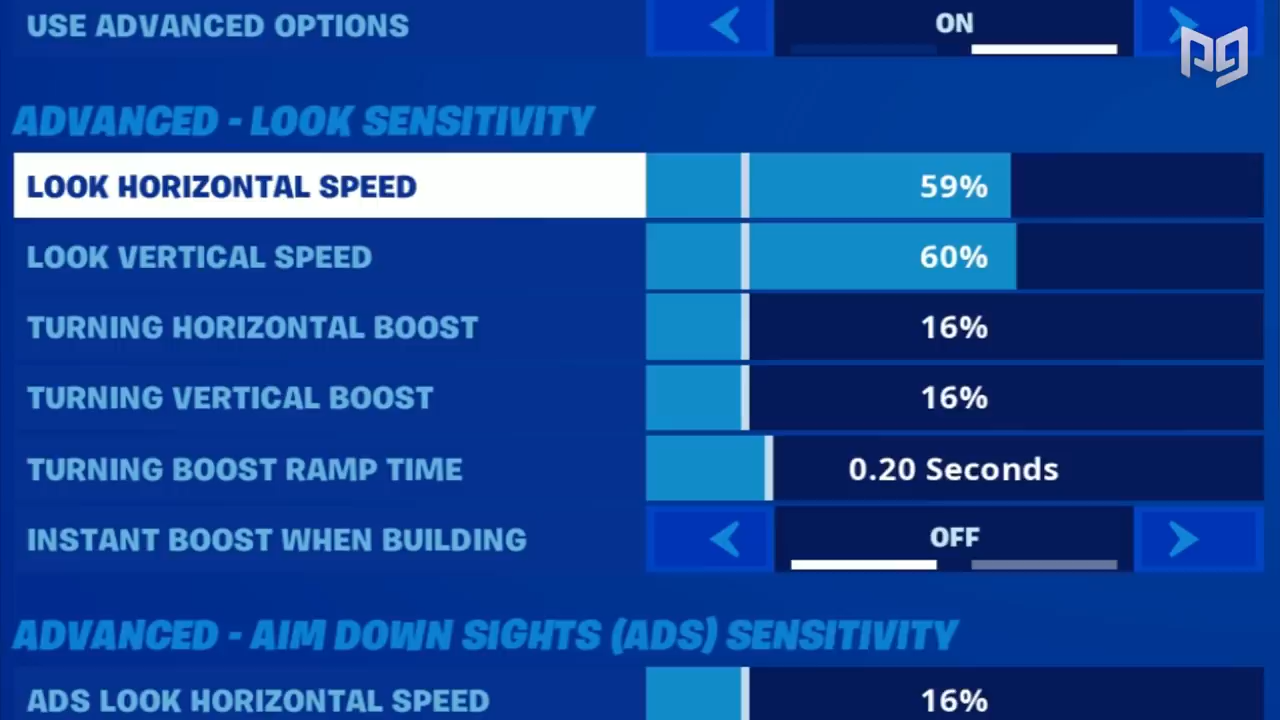 USE ADVANCED OPTIONS ON
PG
ADVANCED - LOOK SENSITIVITY
LOOK HORIZONTAL SPEED 59%
LOOK VERTICAL SPEED 60%
TURNING HORIZONTAL BOOST 16%
TURNING VERTICAL BOOST 16%
TURNING BOOST RAMP TIME 0.20 Seconds
INSTANT BOOST WHEN BUILDING OFF
ADVANCED - AIM DOWN SIGHTS (ADS) SENSITIVITY
ADS LOOK HORIZONTAL SPEED 16%